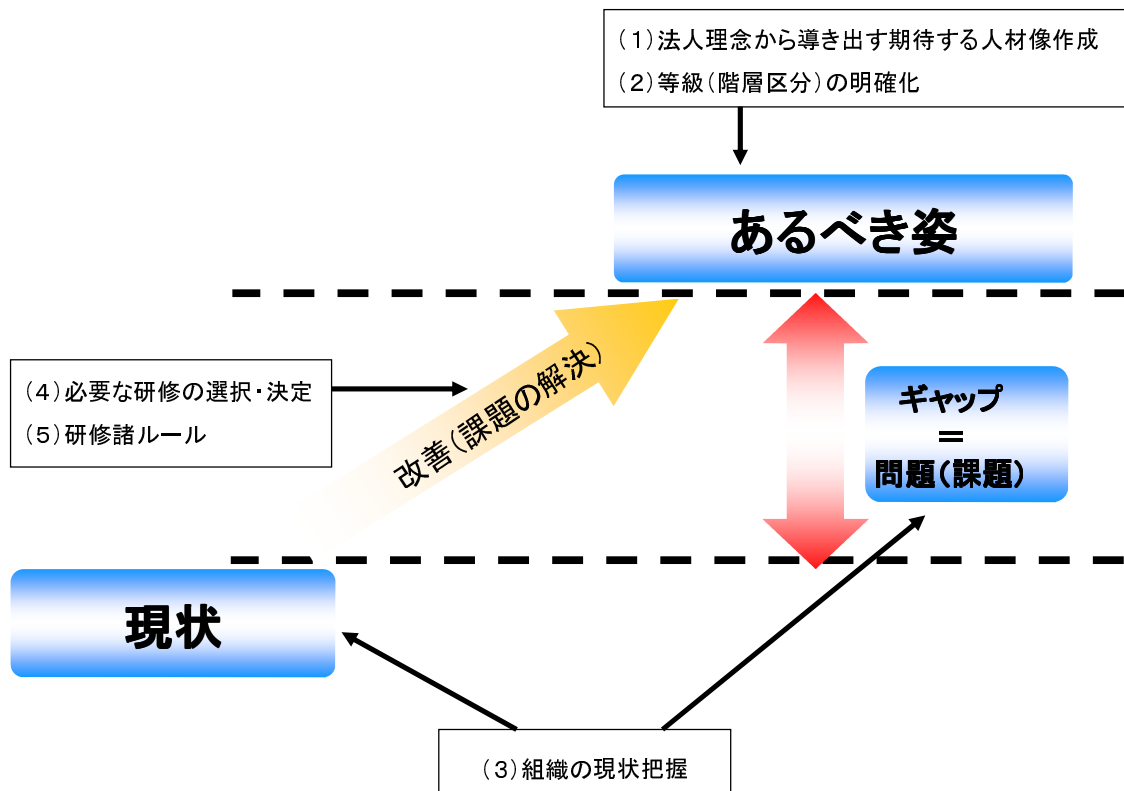 （１）法人理念から導き出す期待する人材像作成
（２）等級（階層区分）の明確化
あるべき姿
（４）必要な研修の選択・決定
（５）研修諸ルール
改善（課題の解決）
ギャップ
＝
問題（課題）
現状
（３）組織の現状把握